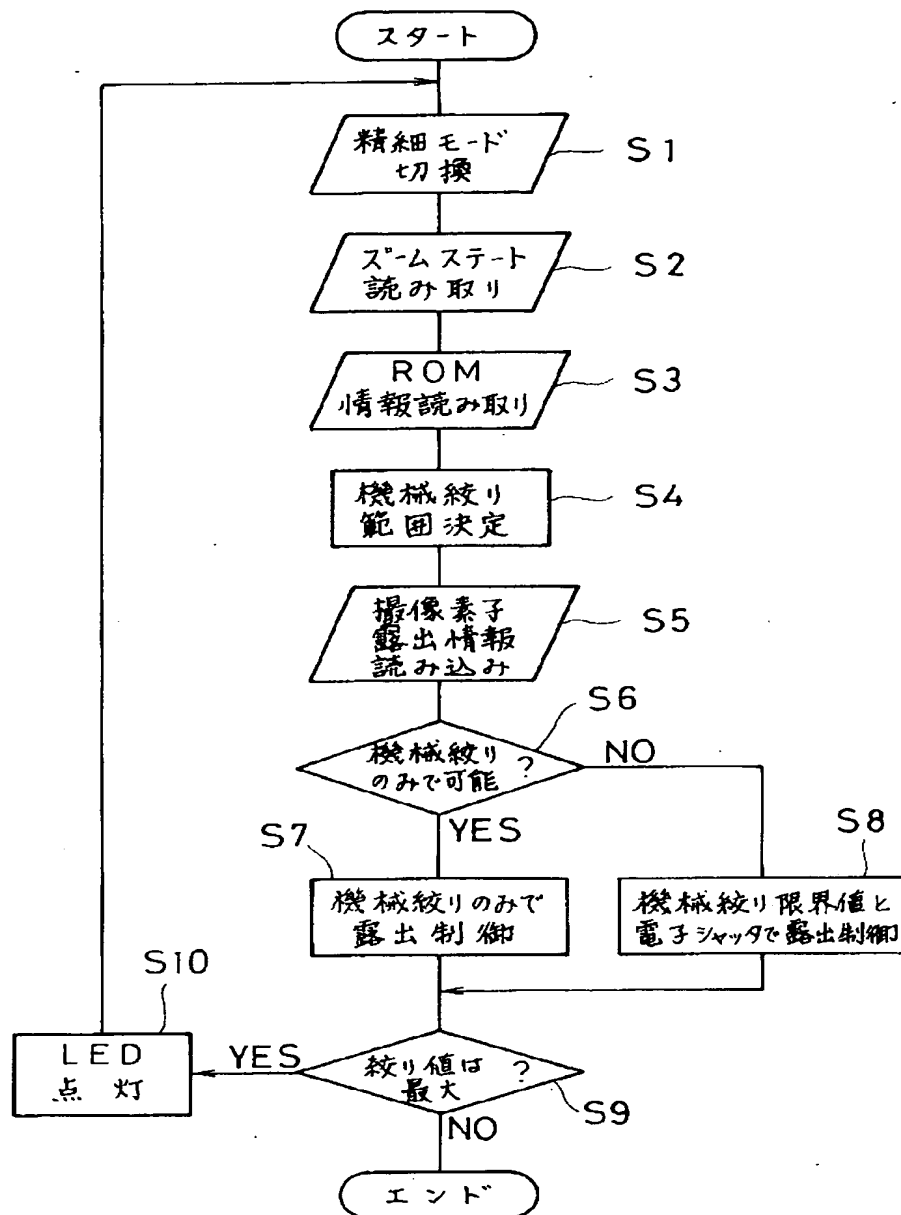 スタート
精細モード
切換
S1
ズームステート
読み取り
S2
ROM
情報読み取り
S3
機械絞り
範囲決定
S4
撮像素子
露出情報
読み込み
S5
S6
機械絞り
のみで可能
?
NO
YES
S7
機械絞りのみで
露出制御
S8
機械絞り限界値と
電子シャッタで露出制御
S10
LED
点灯
YES
絞り値は
最大
?
S9
NO
エンド